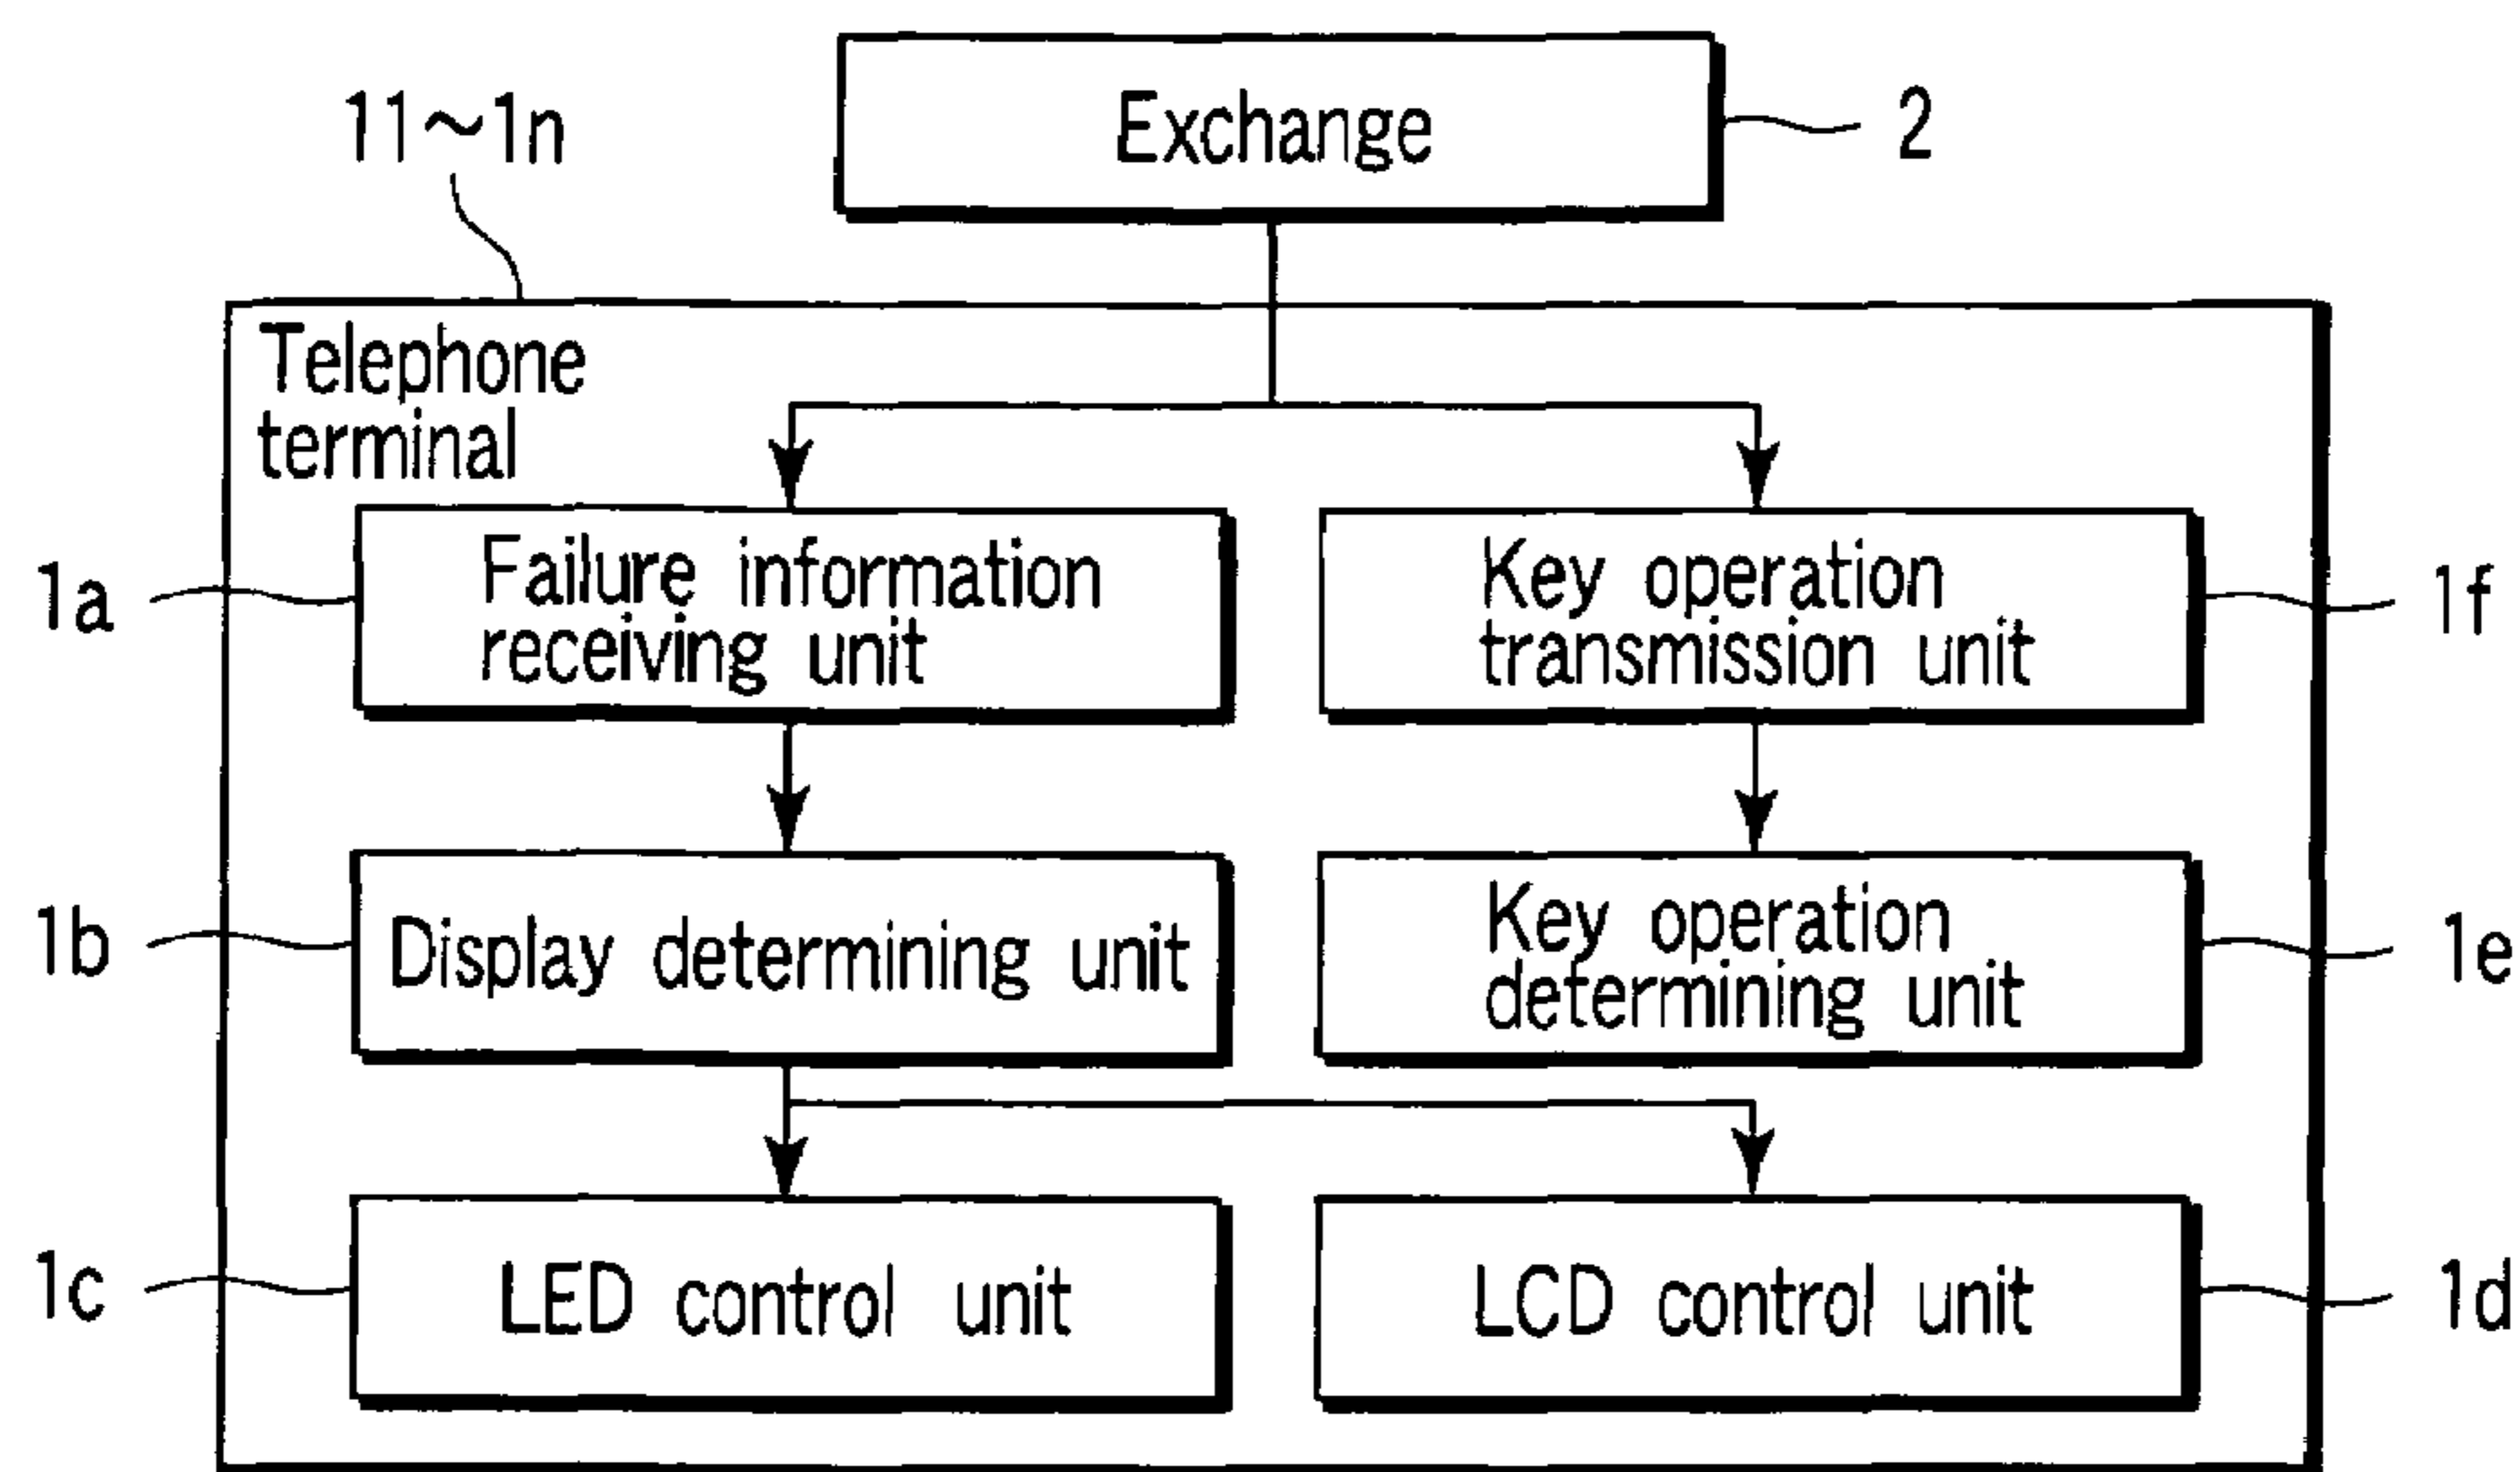 Exchange
2
11~1n
Telephone
terminal
1a
Failure information
receiving unit
Key operation
transmission unit
1f
1b
Display determining unit
Key operation
determining unit
1e
1c
LED control unit
LCD control unit
1d